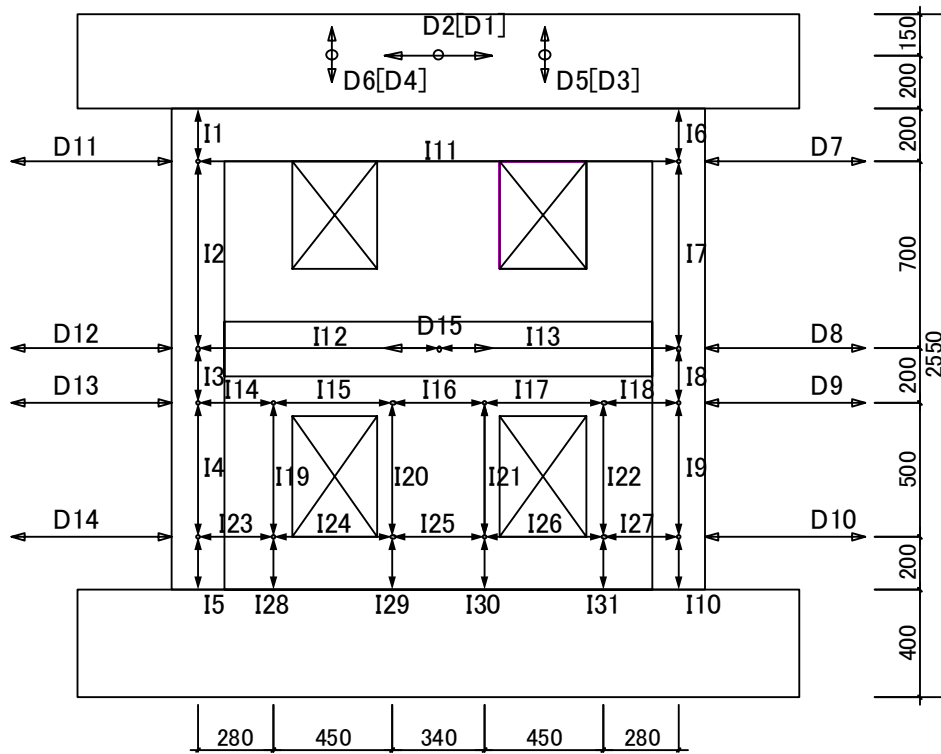 D2[D1]
D6[D4] D5[D3]
150
200
I1 I6
200
D11 I11 D7
I2 I7
700
D12 I12 D15 I13 D8
2550
I3 I8
200
D13 I14 I15 I16 I17 I18 D9
I4 I19 I20 I21 I22 I9
500
D14 I23 I24 I25 I26 I27 D10
200
I5 I28 I29 I30 I31 I10
400
280 450 340 450 280